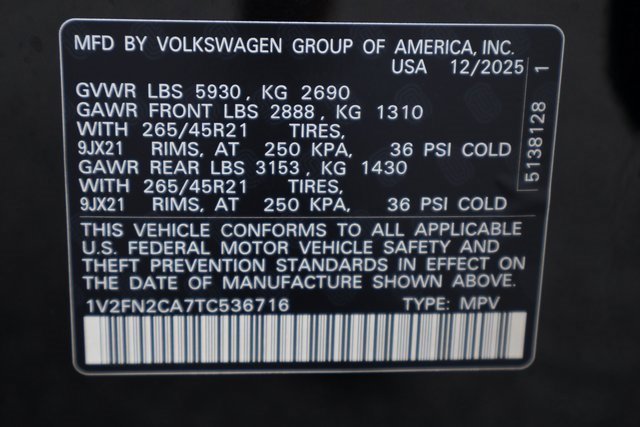 MFD BY VOLKSWAGEN GROUP OF AMERICA, INC.
USA 12/2025
GVWR LBS 5930, KG 2690
GAWR FRONT LBS 2888, KG 1310
WITH 265/45R21 TIRES,
9JX21 RIMS, AT 250 KPA, 36 PSI COLD
GAWR REAR LBS 3153, KG 1430
WITH 265/45R21 TIRES,
9JX21 RIMS, AT 250 KPA, 36 PSI COLD
THIS VEHICLE CONFORMS TO ALL APPLICABLE
U.S. FEDERAL MOTOR VEHICLE SAFETY AND
THEFT PREVENTION STANDARDS IN EFFECT ON
THE DATE OF MANUFACTURE SHOWN ABOVE.
1V2FN2CA7TC536716 TYPE: MPV
5138128 1